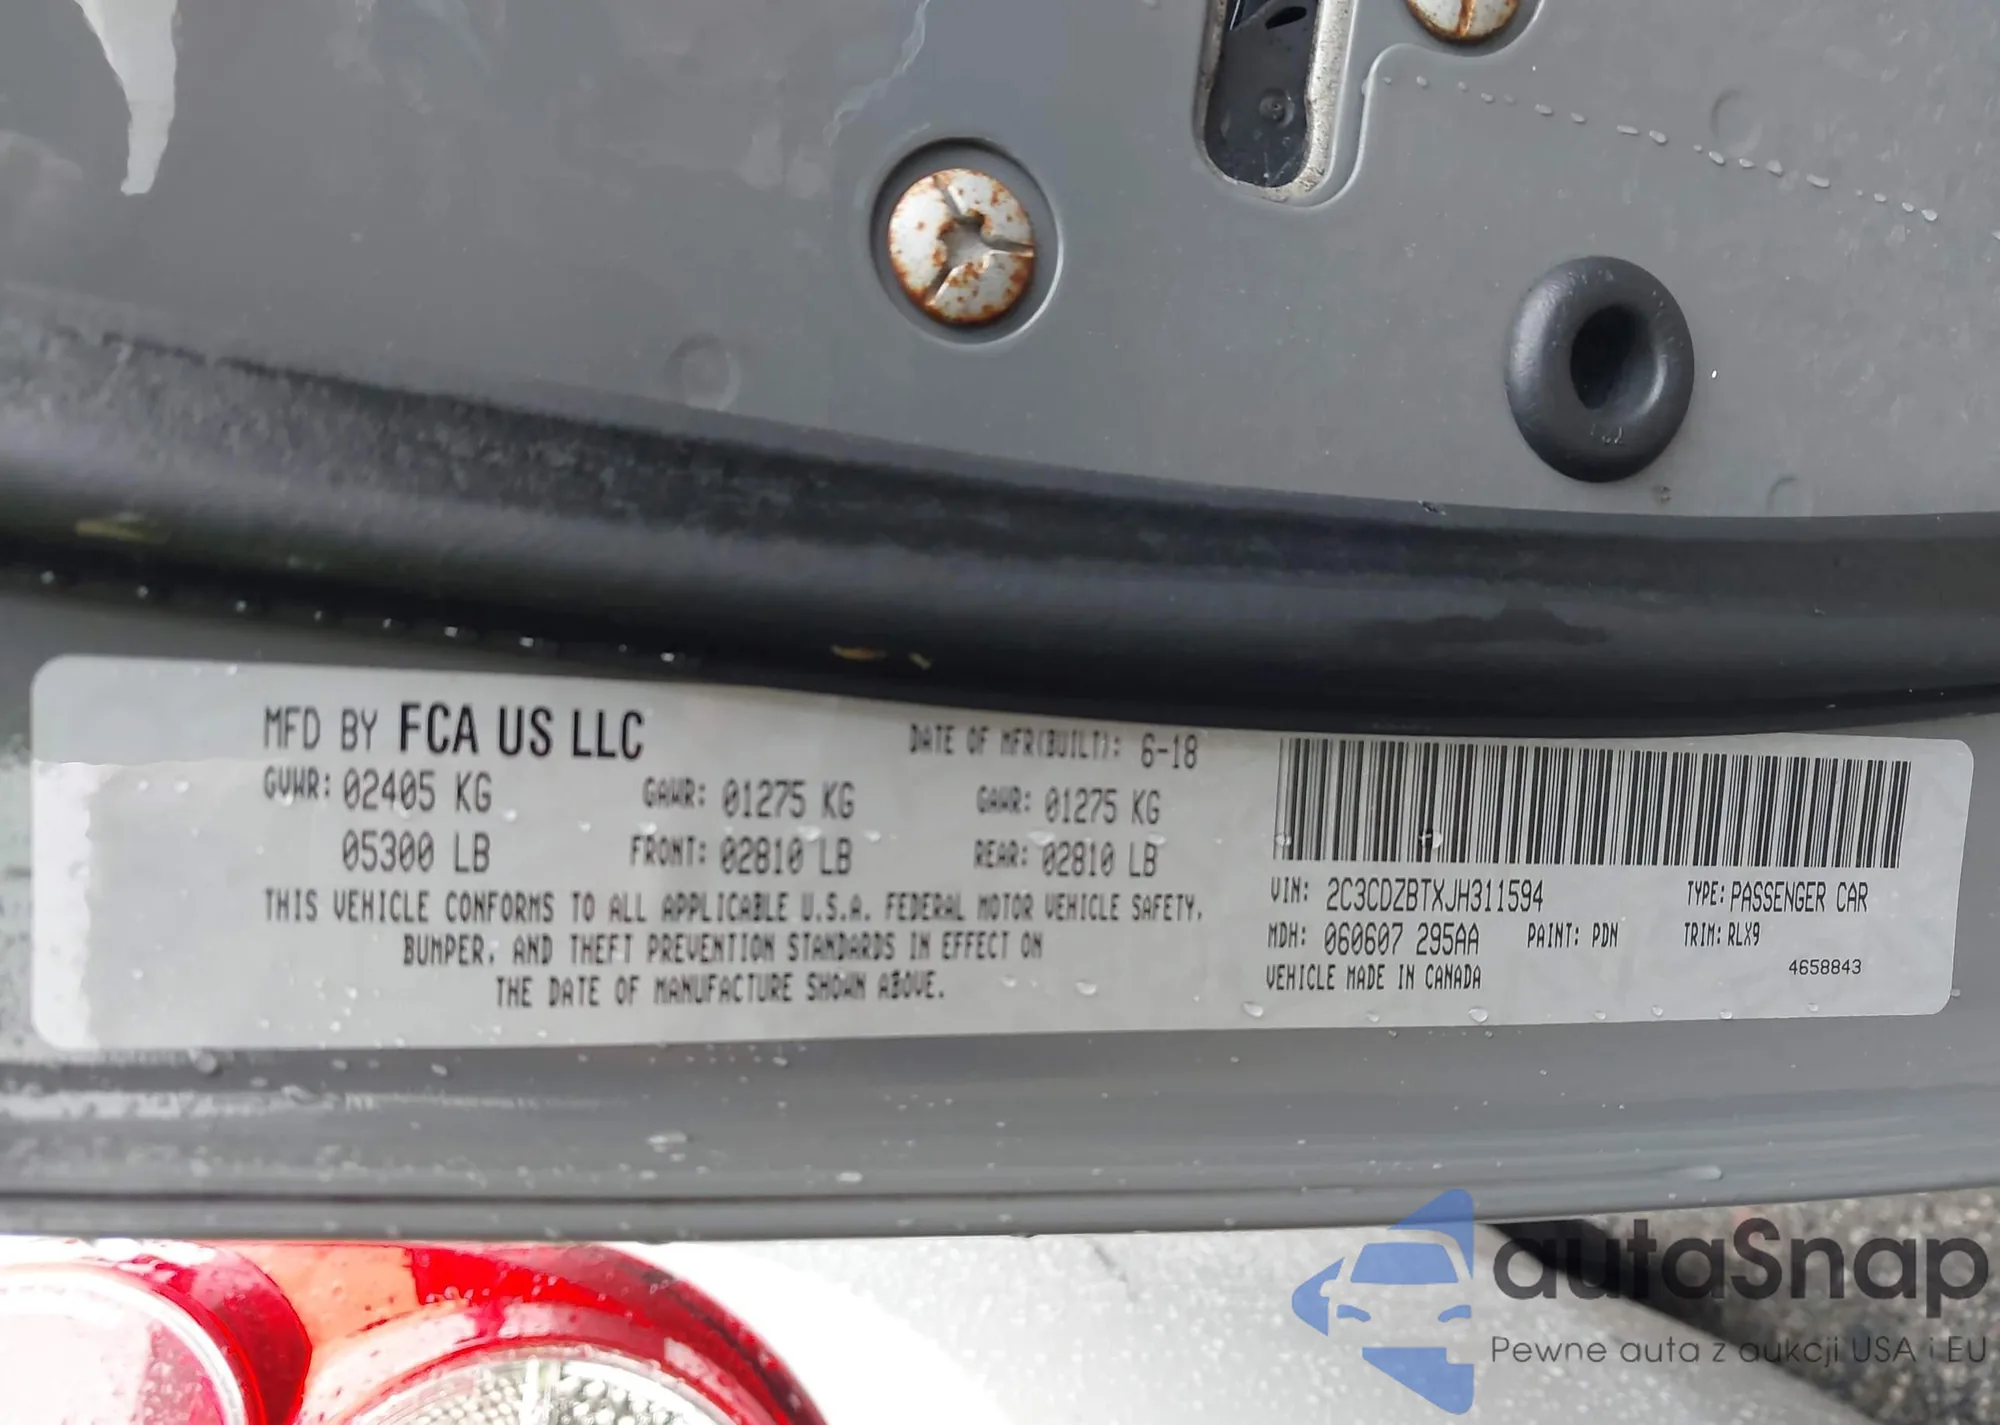 MFD BY FCA US LLC
DATE OF MFR(BUILT): 6-18
GVWR: 02405 KG GAWR: 01275 KG GAWR: 01275 KG
05300 LB FRONT: 02810 LB REAR: 02810 LB
THIS VEHICLE CONFORMS TO ALL APPLICABLE U.S.A. FEDERAL MOTOR VEHICLE SAFETY,
BUMPER, AND THEFT PREVENTION STANDARDS IN EFFECT ON
THE DATE OF MANUFACTURE SHOWN ABOVE.
VIN: 2C3CDZBTXJH311594 TYPE: PASSENGER CAR
MDH: 060607 295AA PAINT: PDN TRIM: RLX9
VEHICLE MADE IN CANADA 4658843
autaSnap
Pewne auta z aukcji USA i EU